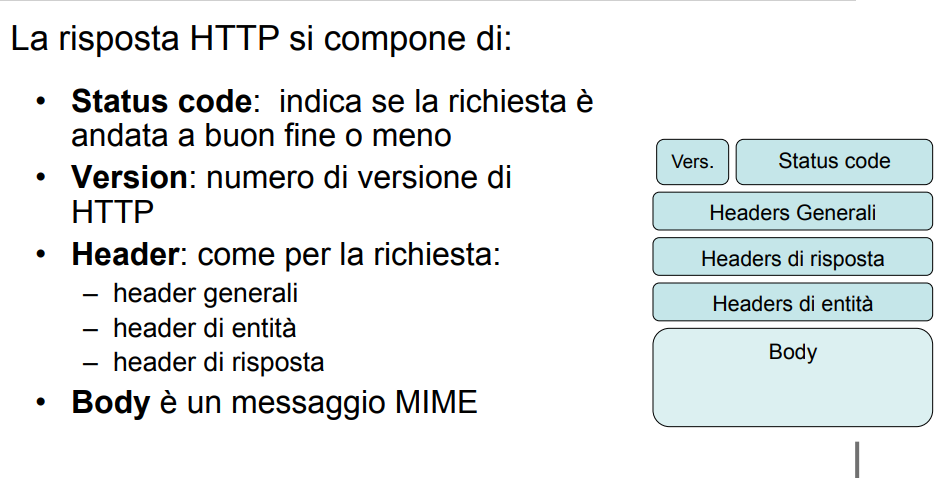 La risposta HTTP si compone di:
• Status code: indica se la richiesta è
andata a buon fine o meno
• Version: numero di versione di
HTTP
• Header: come per la richiesta:
– header generali
– header di entità
– header di risposta
• Body è un messaggio MIME
Vers.
Status code
Headers Generali
Headers di risposta
Headers di entità
Body